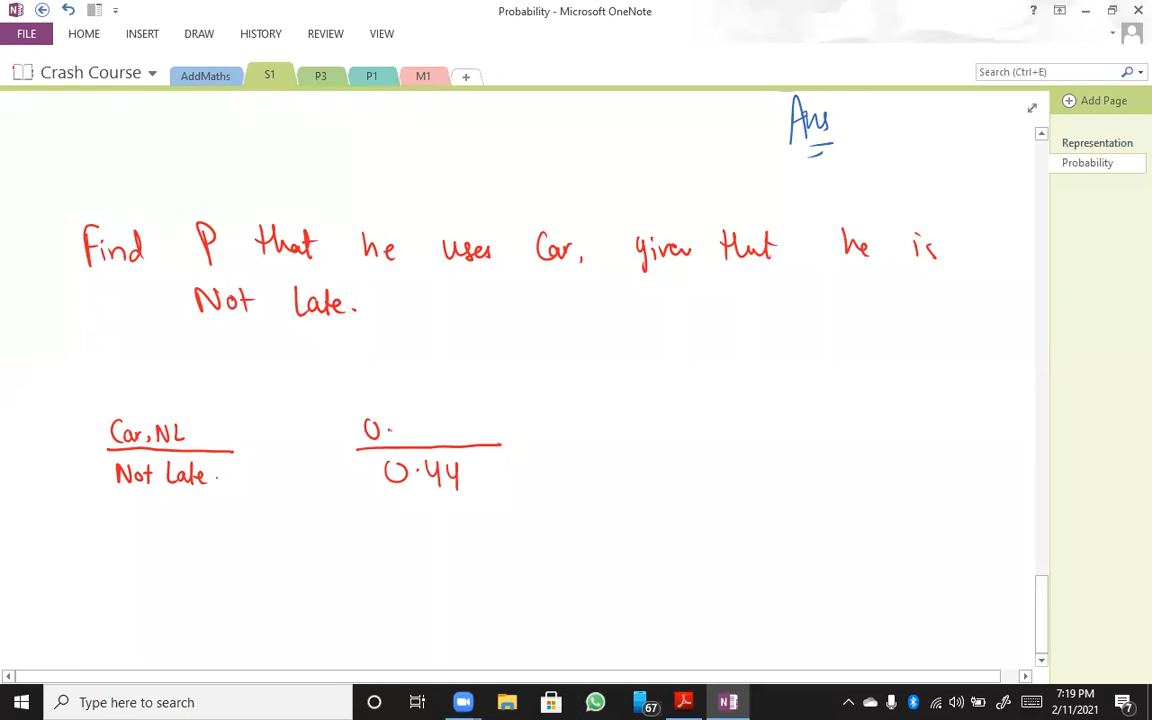 Probability - Microsoft OneNote
?
FILE HOME INSERT DRAW HISTORY REVIEW VIEW
Crash Course AddMaths S1 P3 P1 M1 + Search (Ctrl+E)
Add Page
Representation
Probability
Ans
Find P that he uses Car, given that he is
Not Late.
Car, NL
Not Late.
0.
0.44
Type here to search
67
7:19 PM
2/11/2021
7